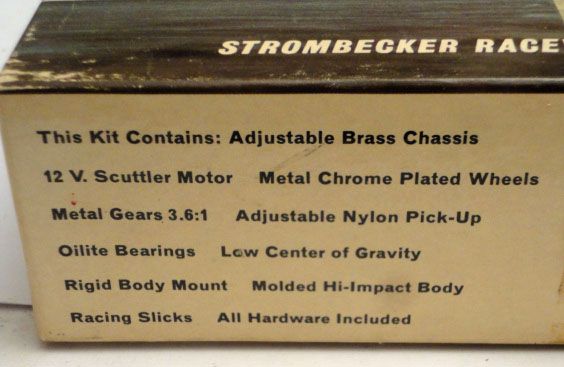 STROMBECKER RACE
This Kit Contains: Adjustable Brass Chassis
12 V. Scuttler Motor Metal Chrome Plated Wheels
Metal Gears 3.6:1 Adjustable Nylon Pick-Up
Oilite Bearings Low Center of Gravity
Rigid Body Mount Molded Hi-Impact Body
Racing Slicks All Hardware Included